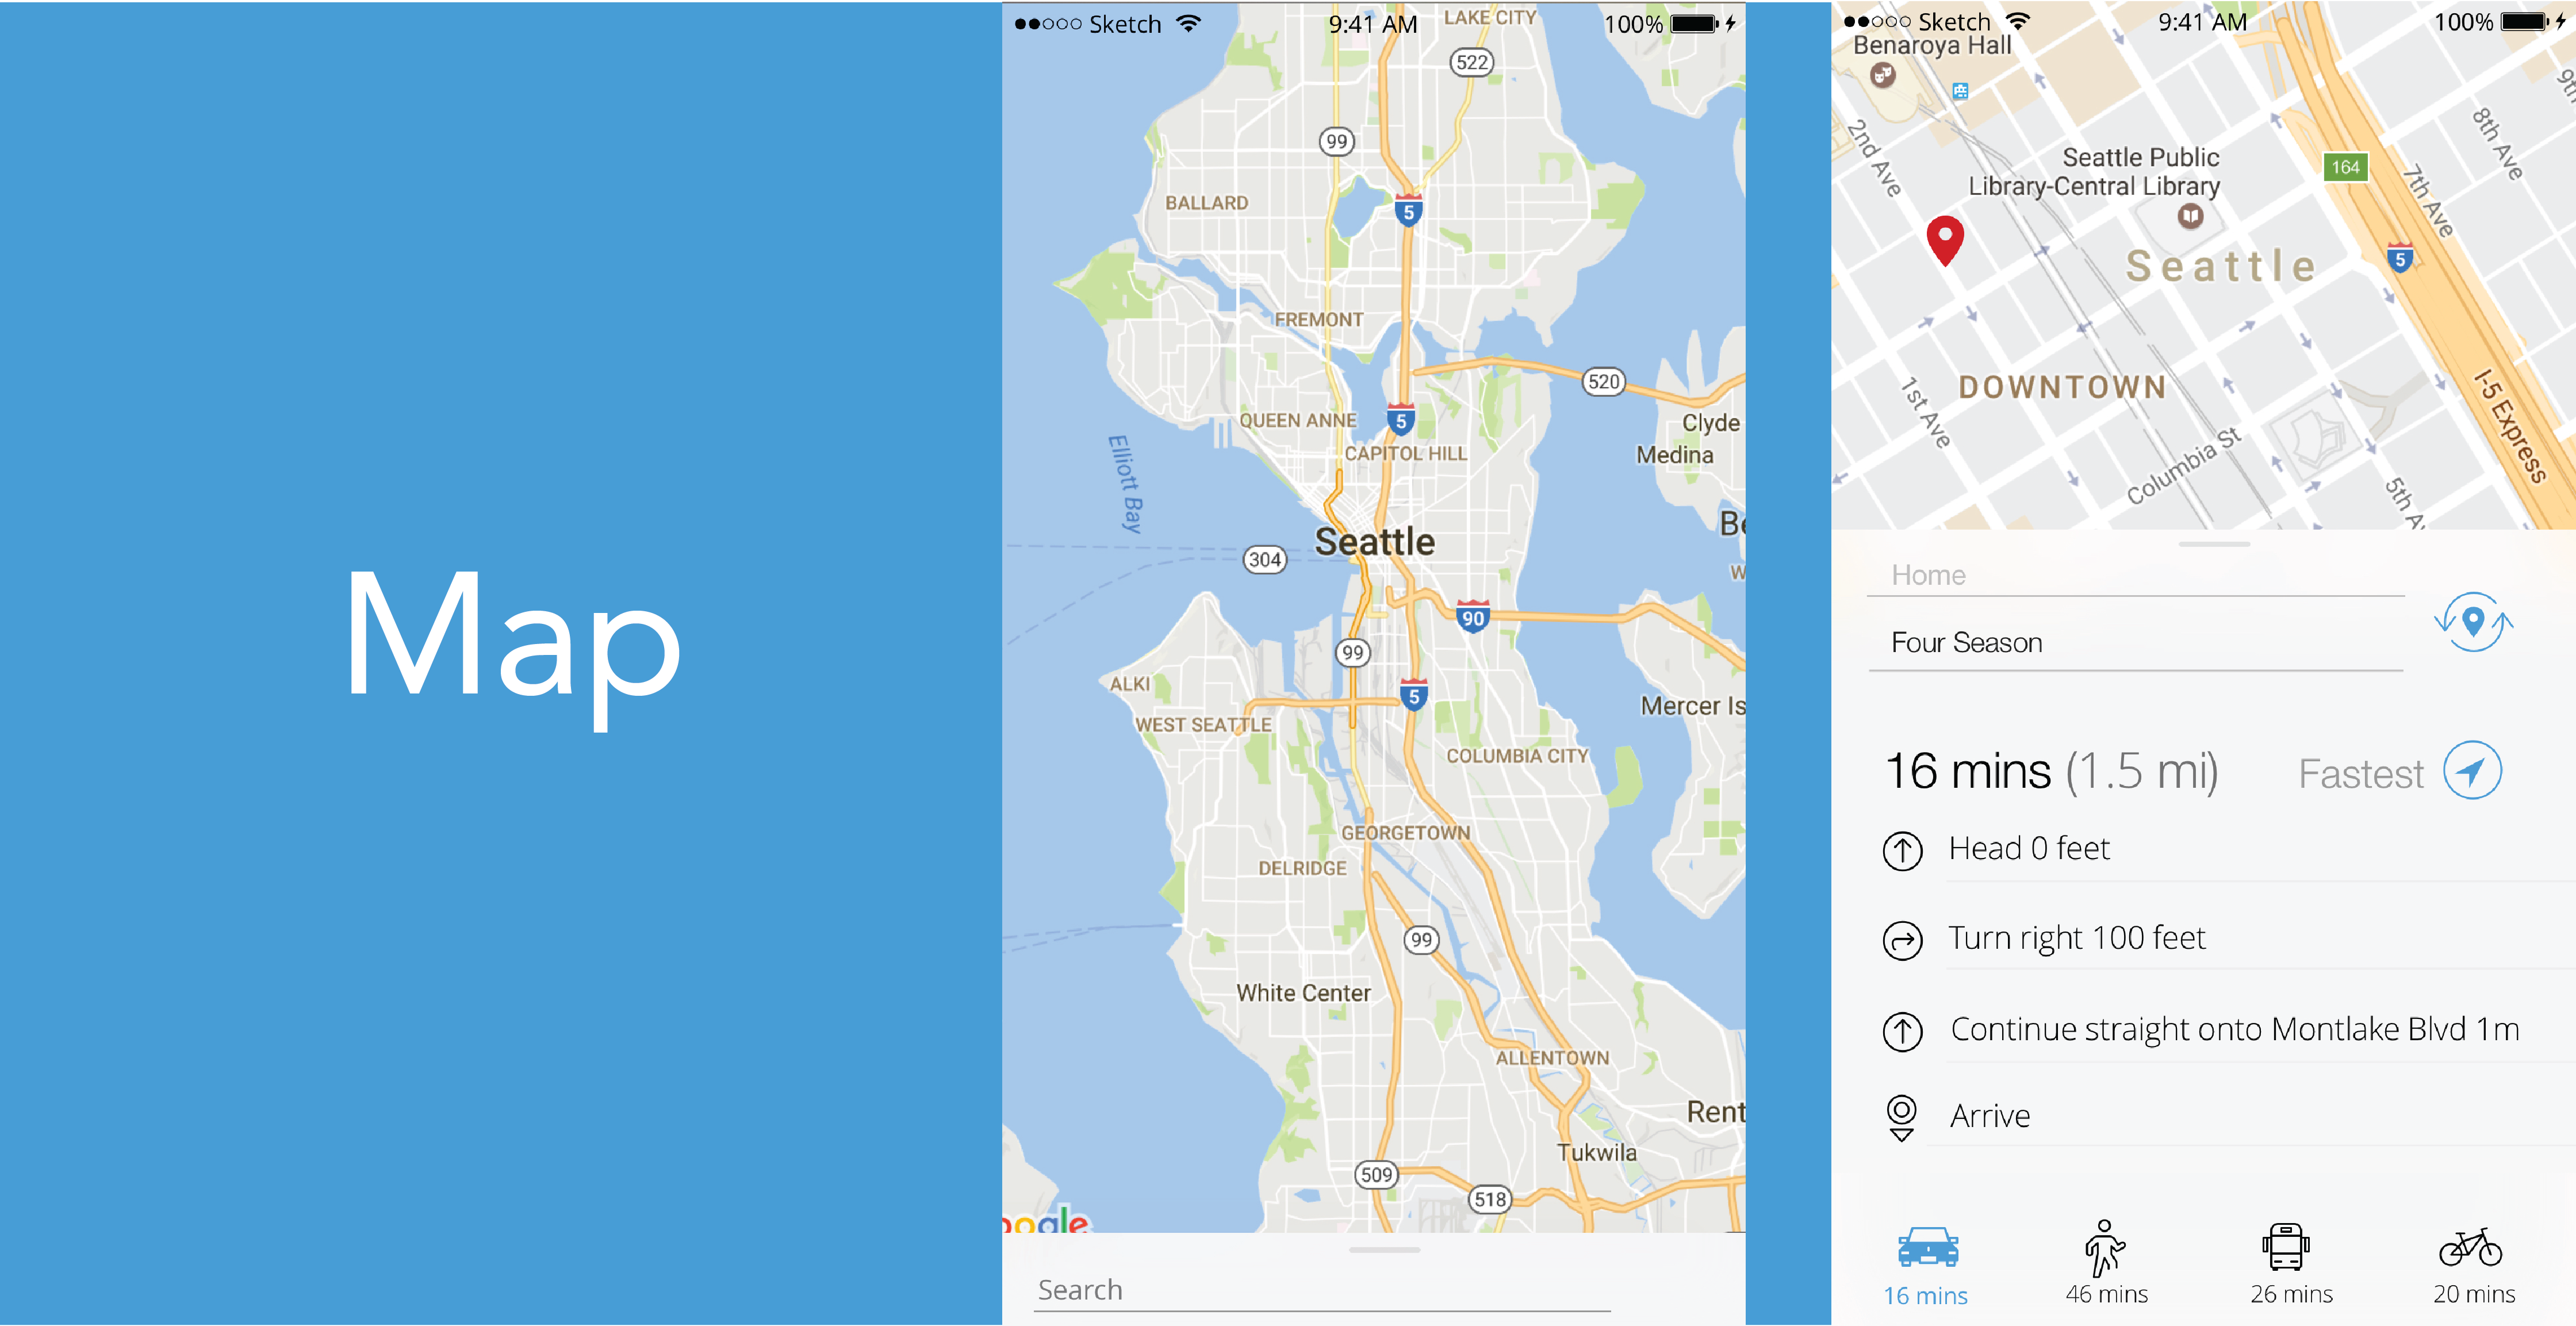 Map
Sketch 9:41 AM 100%
LAKE CITY
522
99
BALLARD
5
FREMONT
520
QUEEN ANNE
5
Clyde
CAPITOL HILL
Medina
Elliott Bay
Seattle
304
90
99
ALKI
5
Mercer Is
WEST SEATTLE
COLUMBIA CITY
GEORGETOWN
DELRIDGE
99
White Center
ALLENTOWN
Rent
Tukwila
509
518
oogle
Search
Sketch 9:41 AM 100%
Benaroya Hall
9th
8th Ave
2nd Ave
Seattle Public
Library-Central Library
164
7th Ave
Seattle
5
DOWNTOWN
1st Ave
I-5 Express
Columbia St
5th A
Home
Four Season
16 mins (1.5 mi) Fastest
Head 0 feet
Turn right 100 feet
Continue straight onto Montlake Blvd 1m
Arrive
16 mins 46 mins 26 mins 20 mins